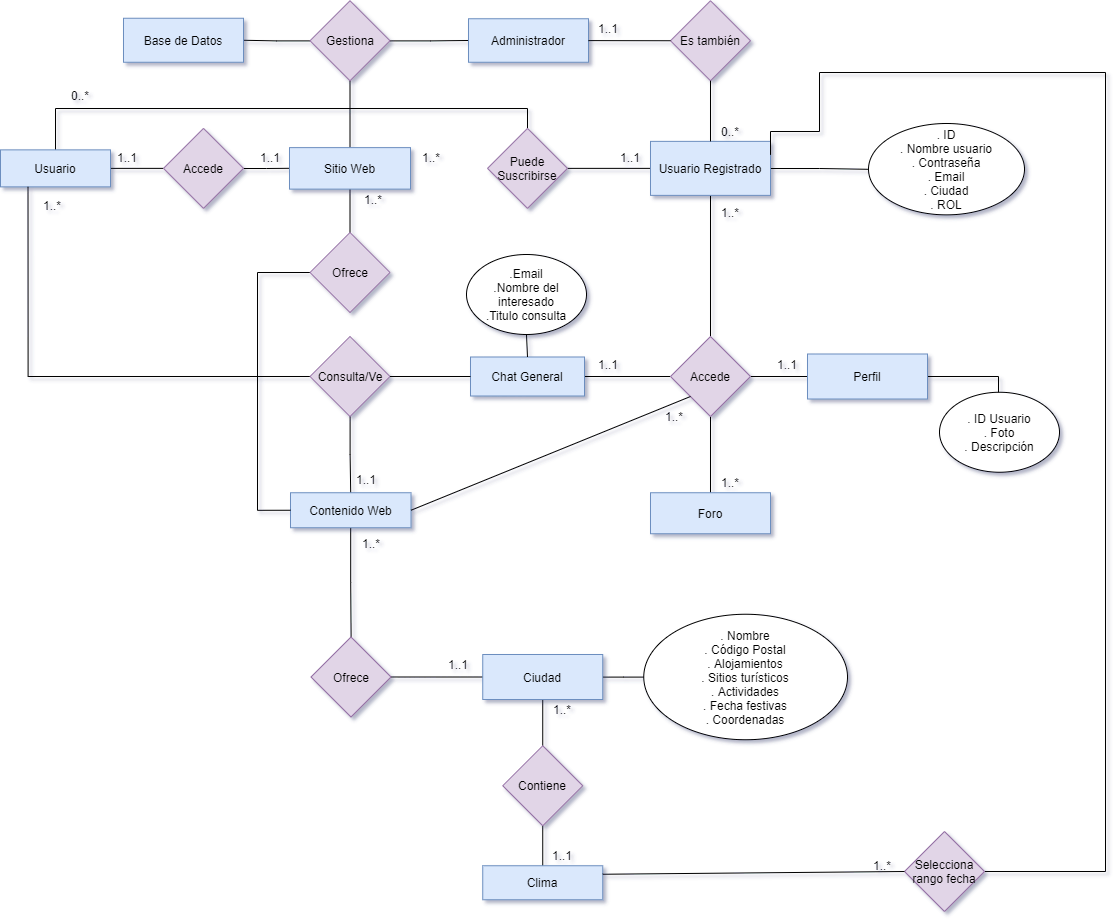 Base de Datos
Gestiona
Administrador
1..1
Es también
0..*
0..*
Usuario
1..1
Accede
1..1
Sitio Web
1..*
Puede
Suscribirse
1..1
Usuario Registrado
. ID
. Nombre usuario
. Contraseña
. Email
. Ciudad
. ROL
1..*
1..*
1..*
Ofrece
.Email
.Nombre del
interesado
.Titulo consulta
Consulta/Ve
Chat General
1..1
Accede
1..1
Perfil
1..*
. ID Usuario
. Foto
. Descripción
1..1
1..*
Contenido Web
Foro
1..*
Ofrece
1..1
Ciudad
. Nombre
. Código Postal
. Alojamientos
. Sitios turísticos
. Actividades
. Fecha festivas
. Coordenadas
1..*
Contiene
1..1
Clima
1..*
Selecciona
rango fecha